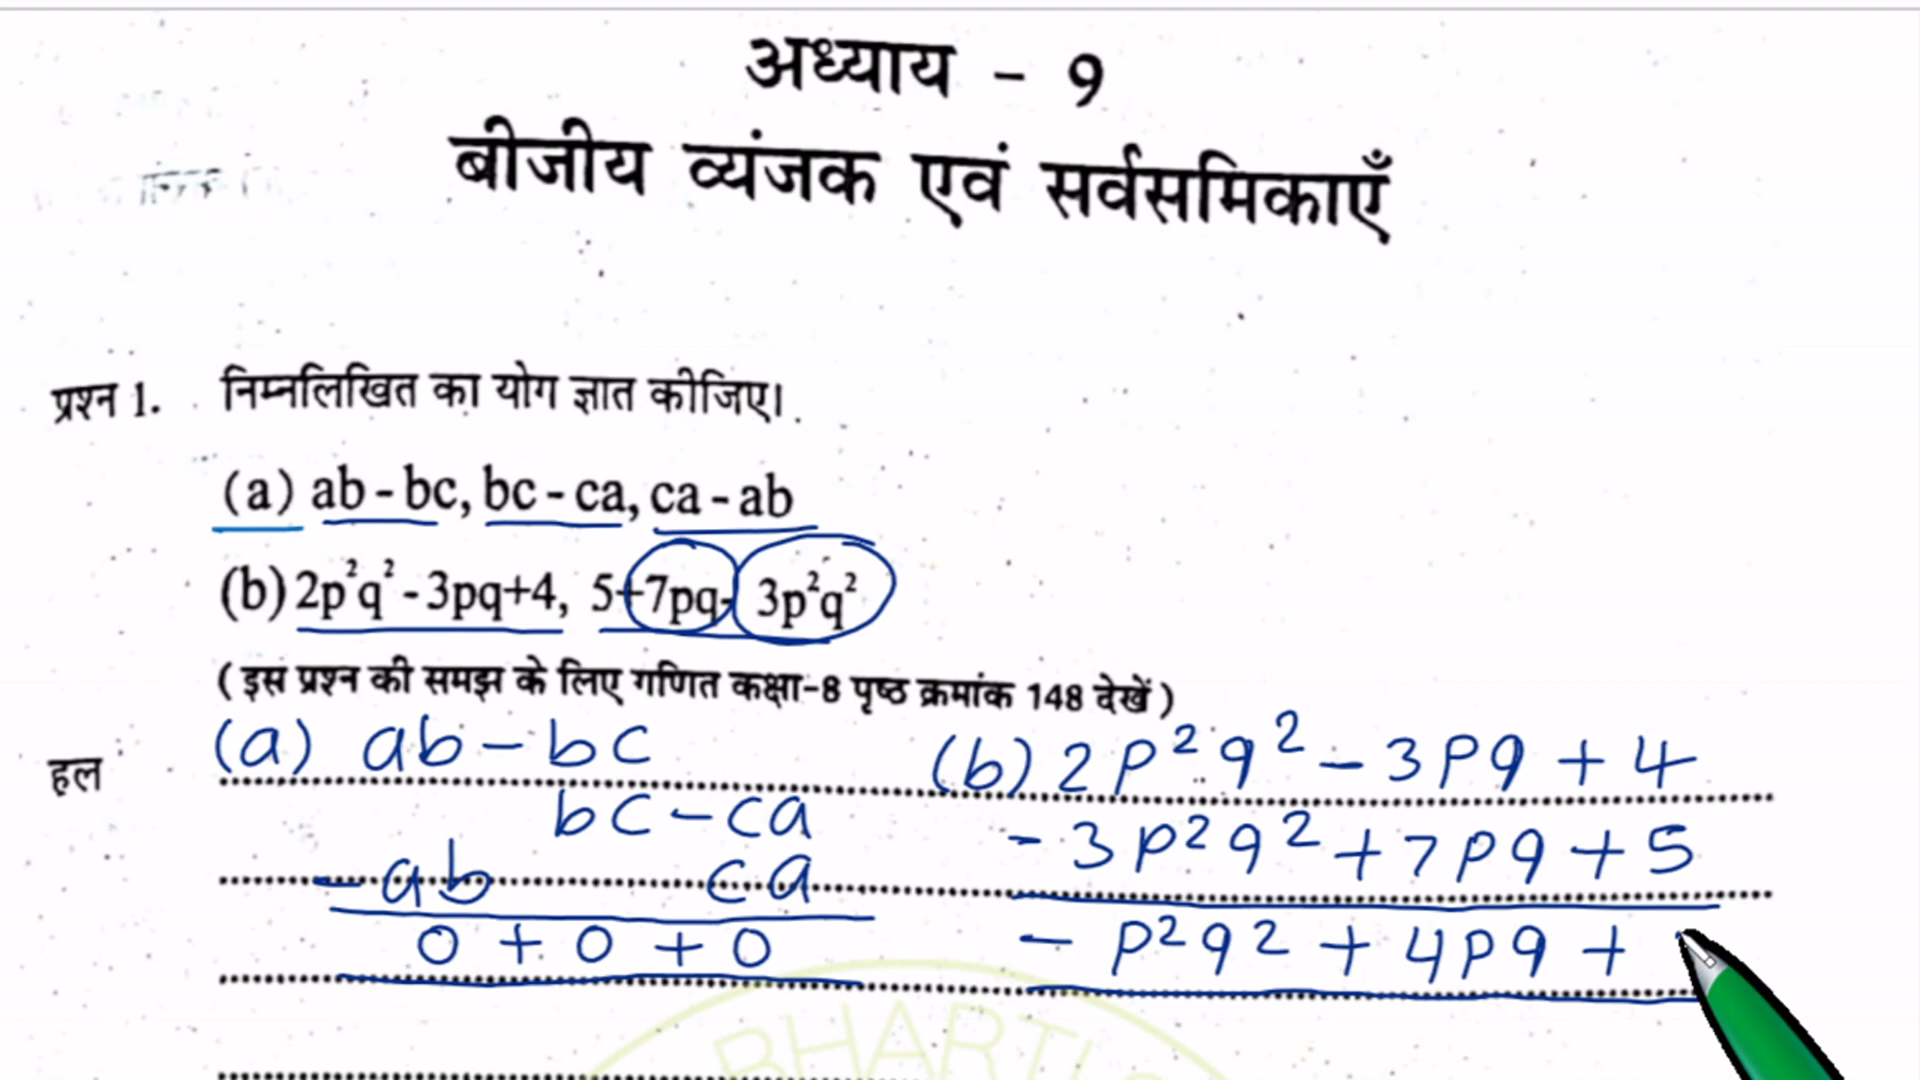 अध्याय - 9
बीजीय व्यंजक एवं सर्वसमिकाएँ
प्रश्न 1. निम्नलिखित का योग ज्ञात कीजिए।
(a) ab - bc, bc - ca, ca - ab
(b) 2p²q² - 3pq+4, 5+7pq- 3p²q²
( इस प्रश्न की समझ के लिए गणित कक्षा-8 पृष्ठ क्रमांक 148 देखें )
हल (a) ab - bc
bc - ca
- ab ca
0 + 0 + 0
(b) 2p²q² - 3pq + 4
- 3p²q² + 7pq + 5
- p²q² + 4pq +
BHARTI